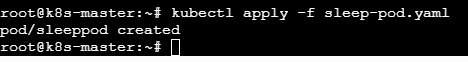 root@k8s-master:~# kubectl apply -f sleep-pod.yaml
pod/sleeppod created
root@k8s-master:~#